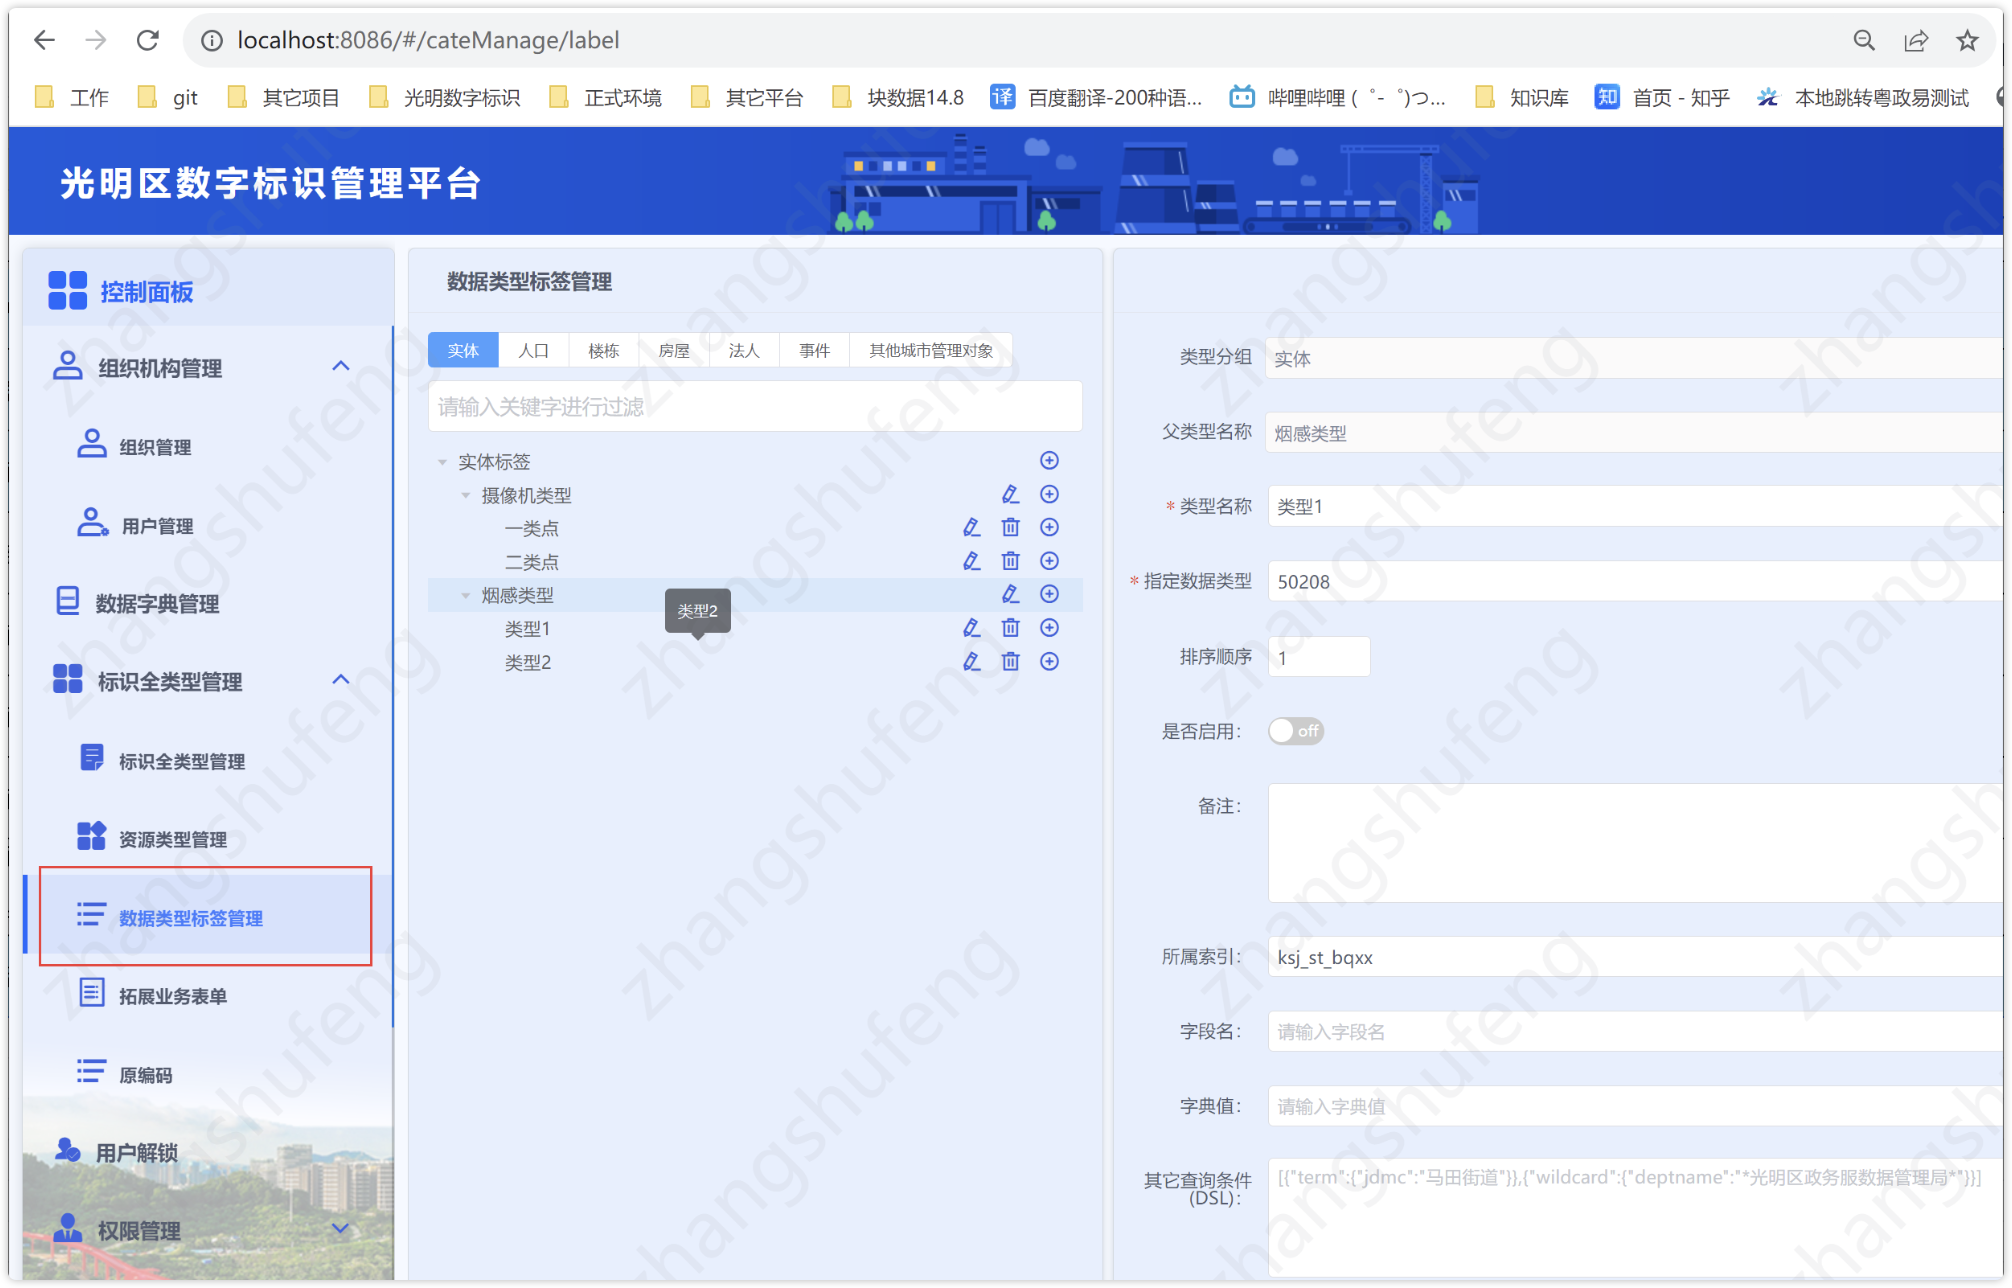 localhost:8086/#/cateManage/label
工作 git 其它项目 光明数字标识 正式环境 其它平台 块数据14.8 译 百度翻译-200种语... 哔哩哔哩 ( ゜- ゜)つ... 知识库 知 首页 - 知乎 本地跳转粤政易测试
光明区数字标识管理平台
控制面板
组织机构管理
组织管理
用户管理
数据字典管理
标识全类型管理
标识全类型管理
资源类型管理
数据类型标签管理
拓展业务表单
原编码
用户解锁
权限管理
数据类型标签管理
实体 人口 楼栋 房屋 法人 事件 其他城市管理对象
请输入关键字进行过滤
实体标签
摄像机类型
一类点
二类点
烟感类型
类型2
类型1
类型2
类型分组 实体
父类型名称 烟感类型
* 类型名称 类型1
* 指定数据类型 50208
排序顺序 1
是否启用： off
备注：
所属索引： ksj_st_bqxx
字段名： 请输入字段名
字典值： 请输入字典值
其它查询条件 [{"term":{"jdmc":"马田街道"}},{"wildcard":{"deptname":"*光明区政务服数据管理局*"}}]
(DSL)：
zhangshufeng